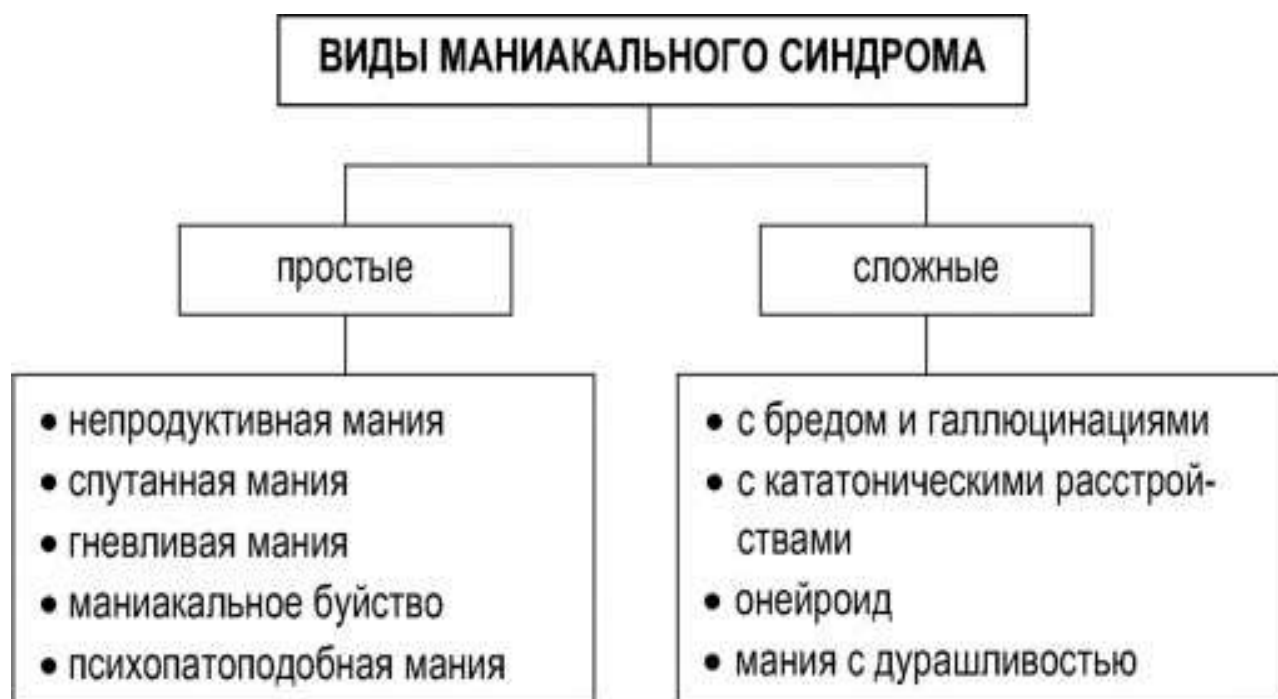 ВИДЫ МАНИАКАЛЬНОГО СИНДРОМА
простые
сложные
• непродуктивная мания
• спутанная мания
• гневливая мания
• маниакальное буйство
• психопатоподобная мания
• с бредом и галлюцинациями
• с кататоническими расстрой-
ствами
• онейроид
• мания с дурашливостью